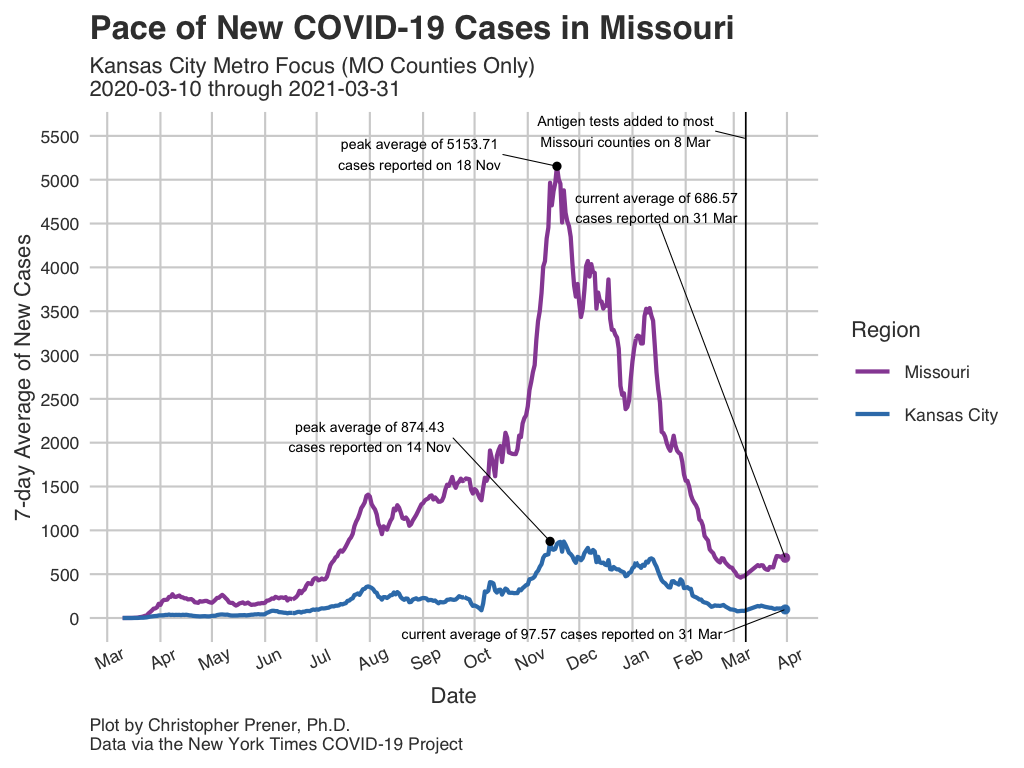 Pace of New COVID-19 Cases in Missouri
Kansas City Metro Focus (MO Counties Only)
2020-03-10 through 2021-03-31
7-day Average of New Cases
5500
5000
4500
4000
3500
3000
2500
2000
1500
1000
500
0
Antigen tests added to most
Missouri counties on 8 Mar
peak average of 5153.71
cases reported on 18 Nov
current average of 686.57
cases reported on 31 Mar
peak average of 874.43
cases reported on 14 Nov
current average of 97.57 cases reported on 31 Mar
Mar Apr May Jun Jul Aug Sep Oct Nov Dec Jan Feb Mar Apr
Date
Region
Missouri
Kansas City
Plot by Christopher Prener, Ph.D.
Data via the New York Times COVID-19 Project